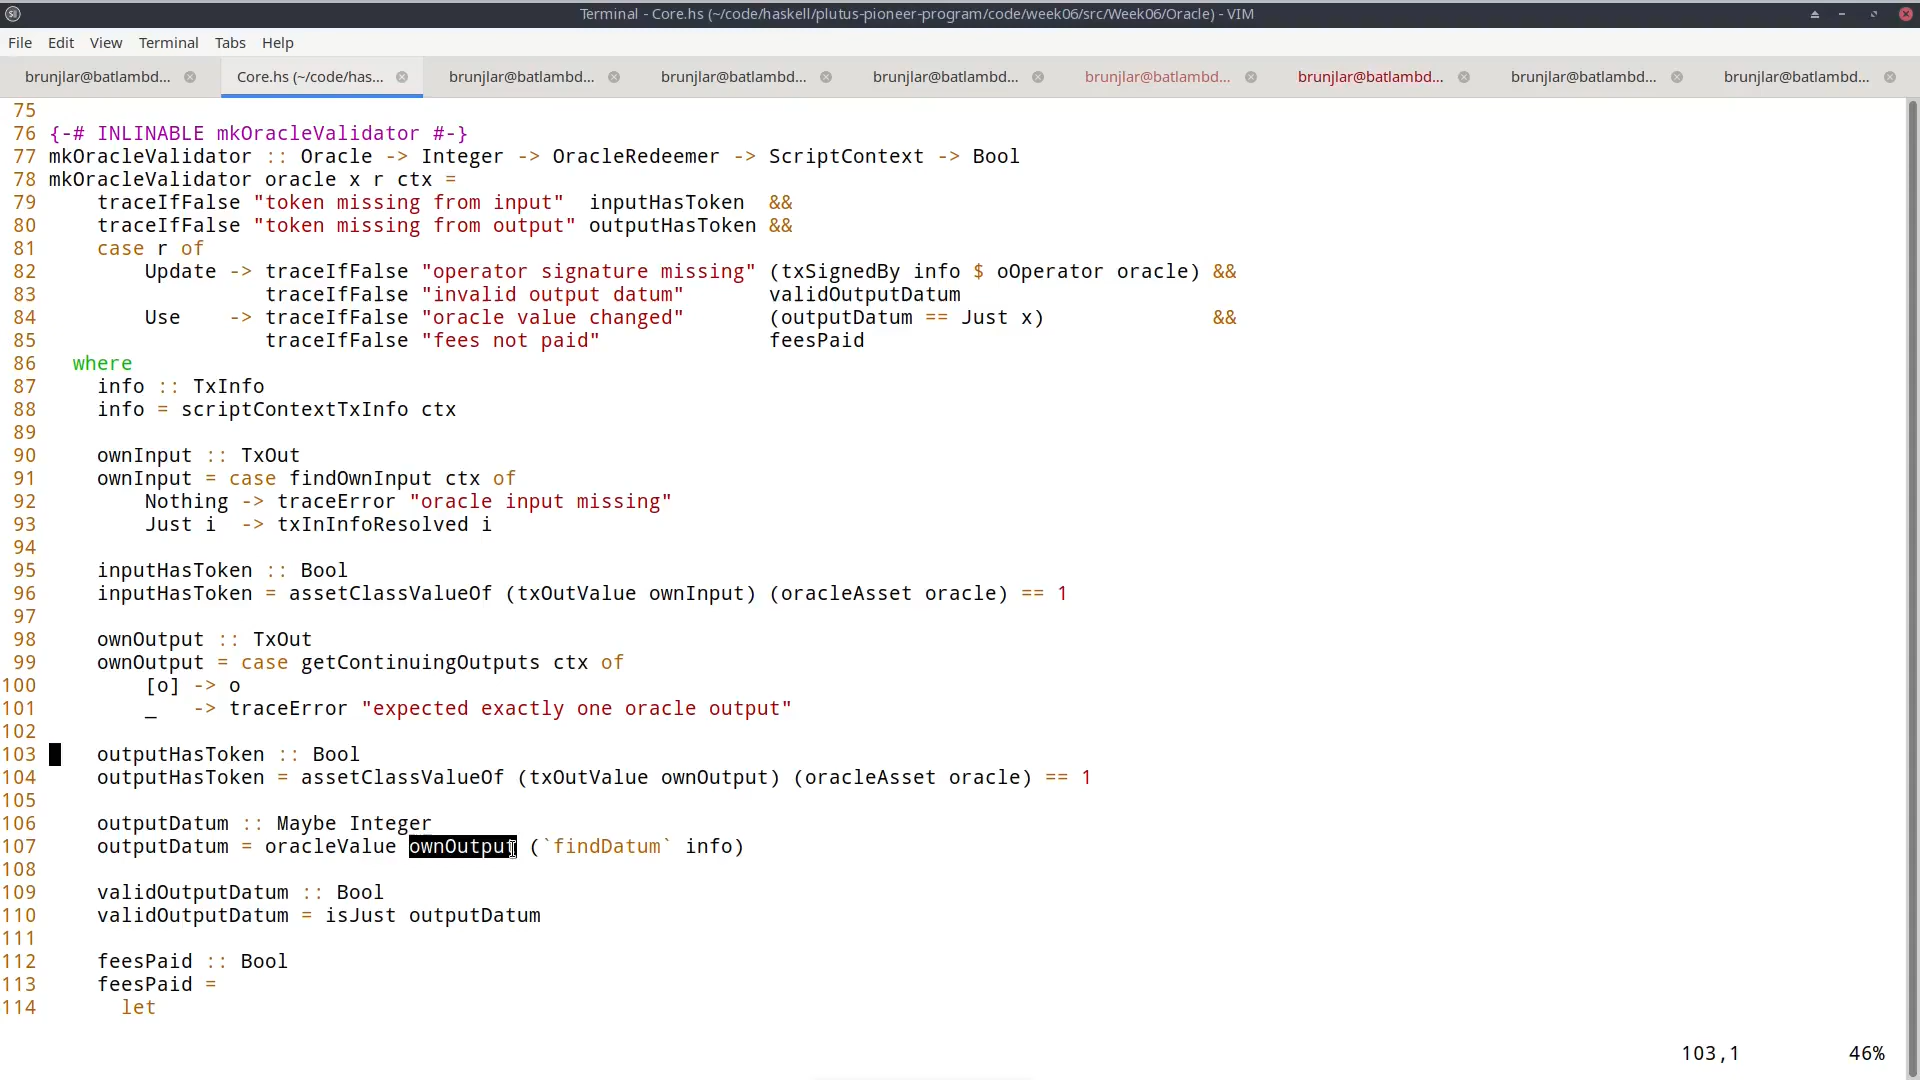 Terminal - Core.hs (~/code/haskell/plutus-pioneer-program/code/week06/src/Week06/Oracle) - VIM
File Edit View Terminal Tabs Help
brunjlar@batlambd... Core.hs (~/code/has... brunjlar@batlambd... brunjlar@batlambd... brunjlar@batlambd... brunjlar@batlambd... brunjlar@batlambd... brunjlar@batlambd... brunjlar@batlambd...
75
76 {-# INLINABLE mkOracleValidator #-}
77 mkOracleValidator :: Oracle -> Integer -> OracleRedeemer -> ScriptContext -> Bool
78 mkOracleValidator oracle x r ctx =
79     traceIfFalse "token missing from input"  inputHasToken  &&
80     traceIfFalse "token missing from output" outputHasToken &&
81     case r of
82         Update -> traceIfFalse "operator signature missing" (txSignedBy info $ oOperator oracle) &&
83                   traceIfFalse "invalid output datum"       validOutputDatum
84         Use    -> traceIfFalse "oracle value changed"       (outputDatum == Just x)              &&
85                   traceIfFalse "fees not paid"              feesPaid
86   where
87     info :: TxInfo
88     info = scriptContextTxInfo ctx
89
90     ownInput :: TxOut
91     ownInput = case findOwnInput ctx of
92         Nothing -> traceError "oracle input missing"
93         Just i  -> txInInfoResolved i
94
95     inputHasToken :: Bool
96     inputHasToken = assetClassValueOf (txOutValue ownInput) (oracleAsset oracle) == 1
97
98     ownOutput :: TxOut
99     ownOutput = case getContinuingOutputs ctx of
100         [o] -> o
101         _   -> traceError "expected exactly one oracle output"
102
103     outputHasToken :: Bool
104     outputHasToken = assetClassValueOf (txOutValue ownOutput) (oracleAsset oracle) == 1
105
106     outputDatum :: Maybe Integer
107     outputDatum = oracleValue ownOutput (`findDatum` info)
108
109     validOutputDatum :: Bool
110     validOutputDatum = isJust outputDatum
111
112     feesPaid :: Bool
113     feesPaid =
114       let
103,1 46%